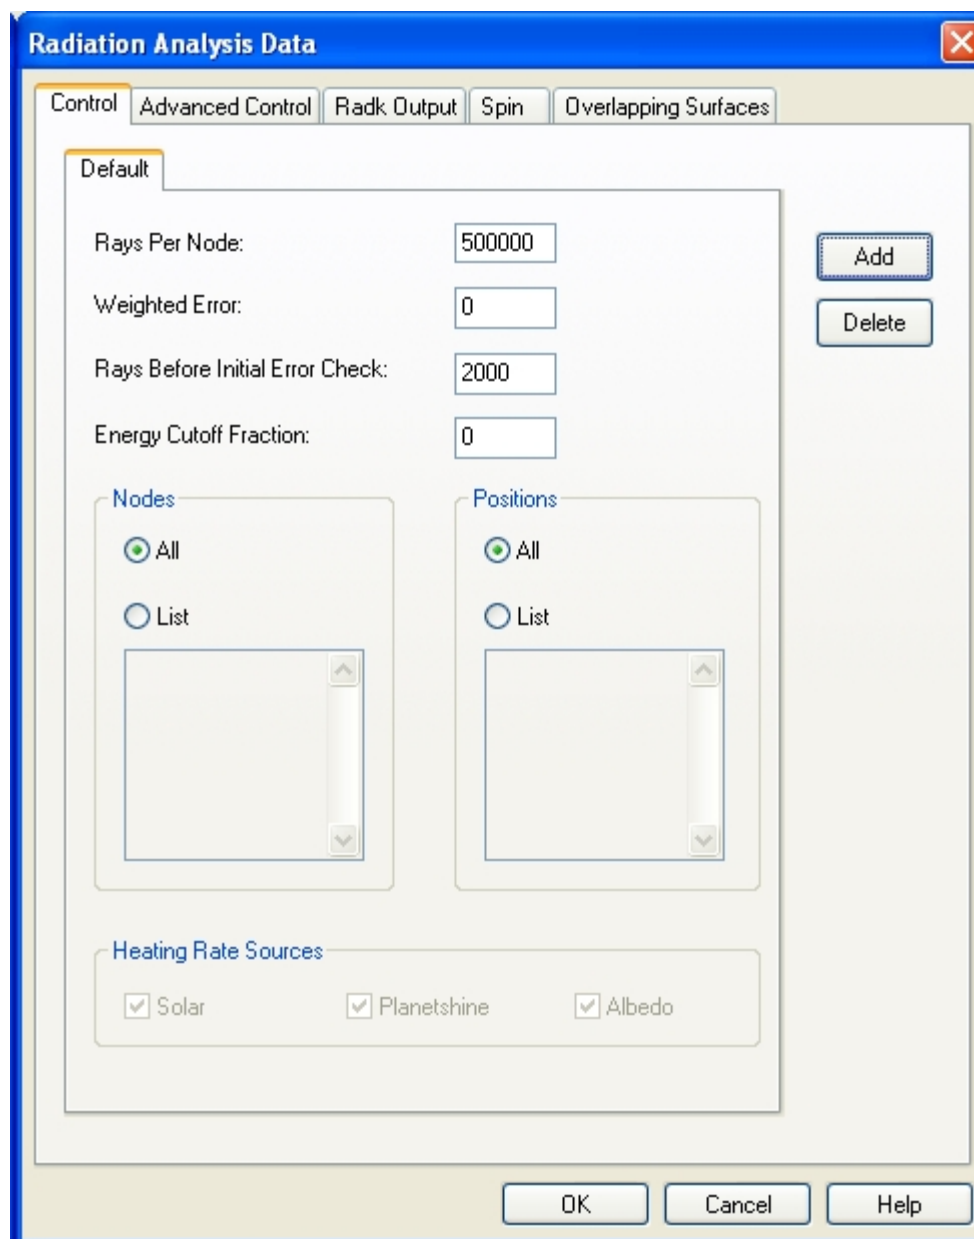 Radiation Analysis Data
Control Advanced Control Radk Output Spin Overlapping Surfaces
Default
Rays Per Node: 500000
Add
Weighted Error: 0
Delete
Rays Before Initial Error Check: 2000
Energy Cutoff Fraction: 0
Nodes Positions
All All
List List
Heating Rate Sources
Solar Planetshine Albedo
OK Cancel Help